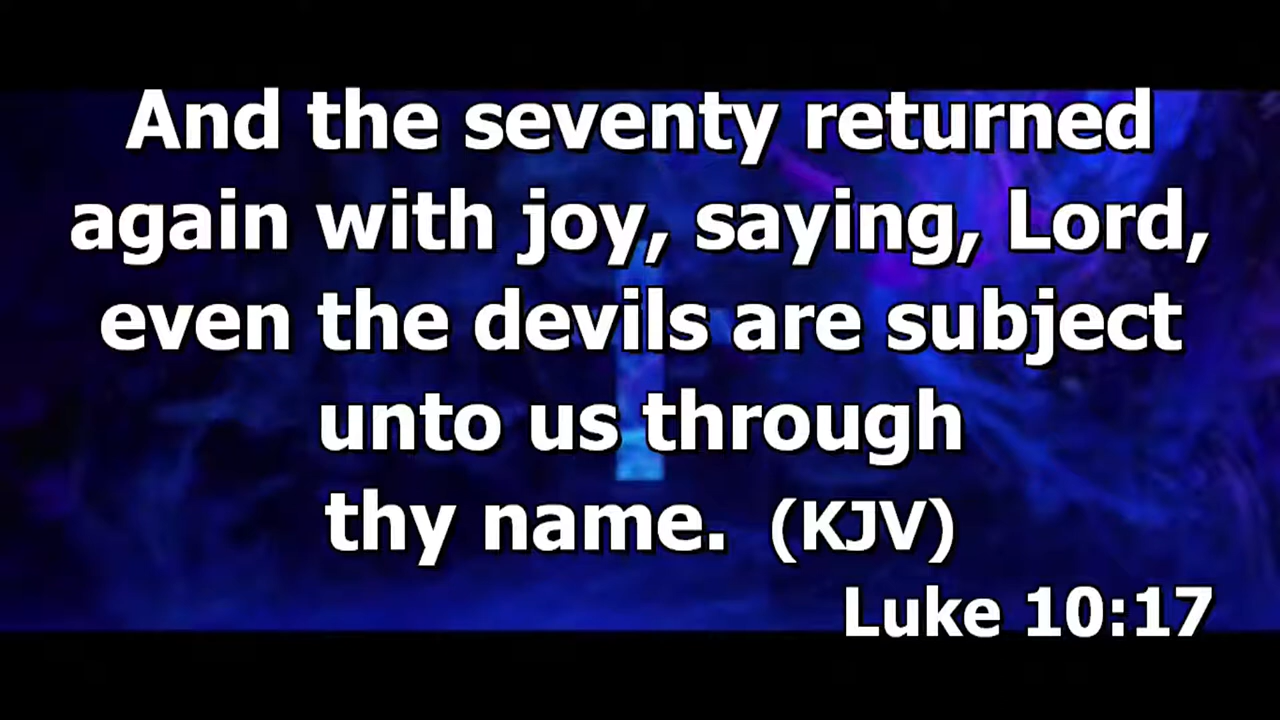 And the seventy returned
again with joy, saying, Lord,
even the devils are subject
unto us through
thy name. (KJV)
Luke 10:17